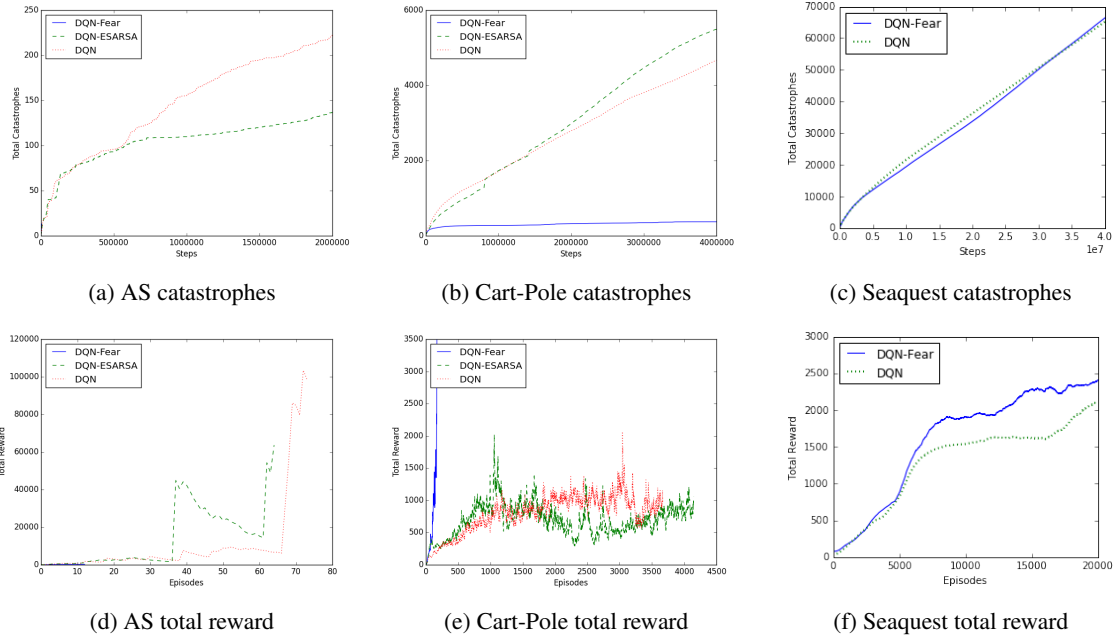 250
200
150
100
50
0
Total Catastrophes
DQN-Fear
DQN-ESARSA
DQN
0 500000 1000000 1500000 2000000
Steps
(a) AS catastrophes
6000
4000
2000
0
Total Catastrophes
DQN-Fear
DQN-ESARSA
DQN
0 1000000 2000000 3000000 4000000
Steps
(b) Cart-Pole catastrophes
70000
60000
50000
40000
30000
20000
10000
0
Total Catastrophes
DQN-Fear
DQN
0.0 0.5 1.0 1.5 2.0 2.5 3.0 3.5 4.0
1e7
Steps
(c) Seaquest catastrophes
120000
100000
80000
60000
40000
20000
0
Total Reward
DQN-Fear
DQN-ESARSA
DQN
0 10 20 30 40 50 60 70 80
Episodes
(d) AS total reward
3500
3000
2500
2000
1500
1000
500
0
Total Reward
DQN-Fear
DQN-ESARSA
DQN
0 500 1000 1500 2000 2500 3000 3500 4000 4500
Episodes
(e) Cart-Pole total reward
3000
2500
2000
1500
1000
500
0
Total Reward
DQN-Fear
DQN
0 5000 10000 15000 20000
Episodes
(f) Seaquest total reward